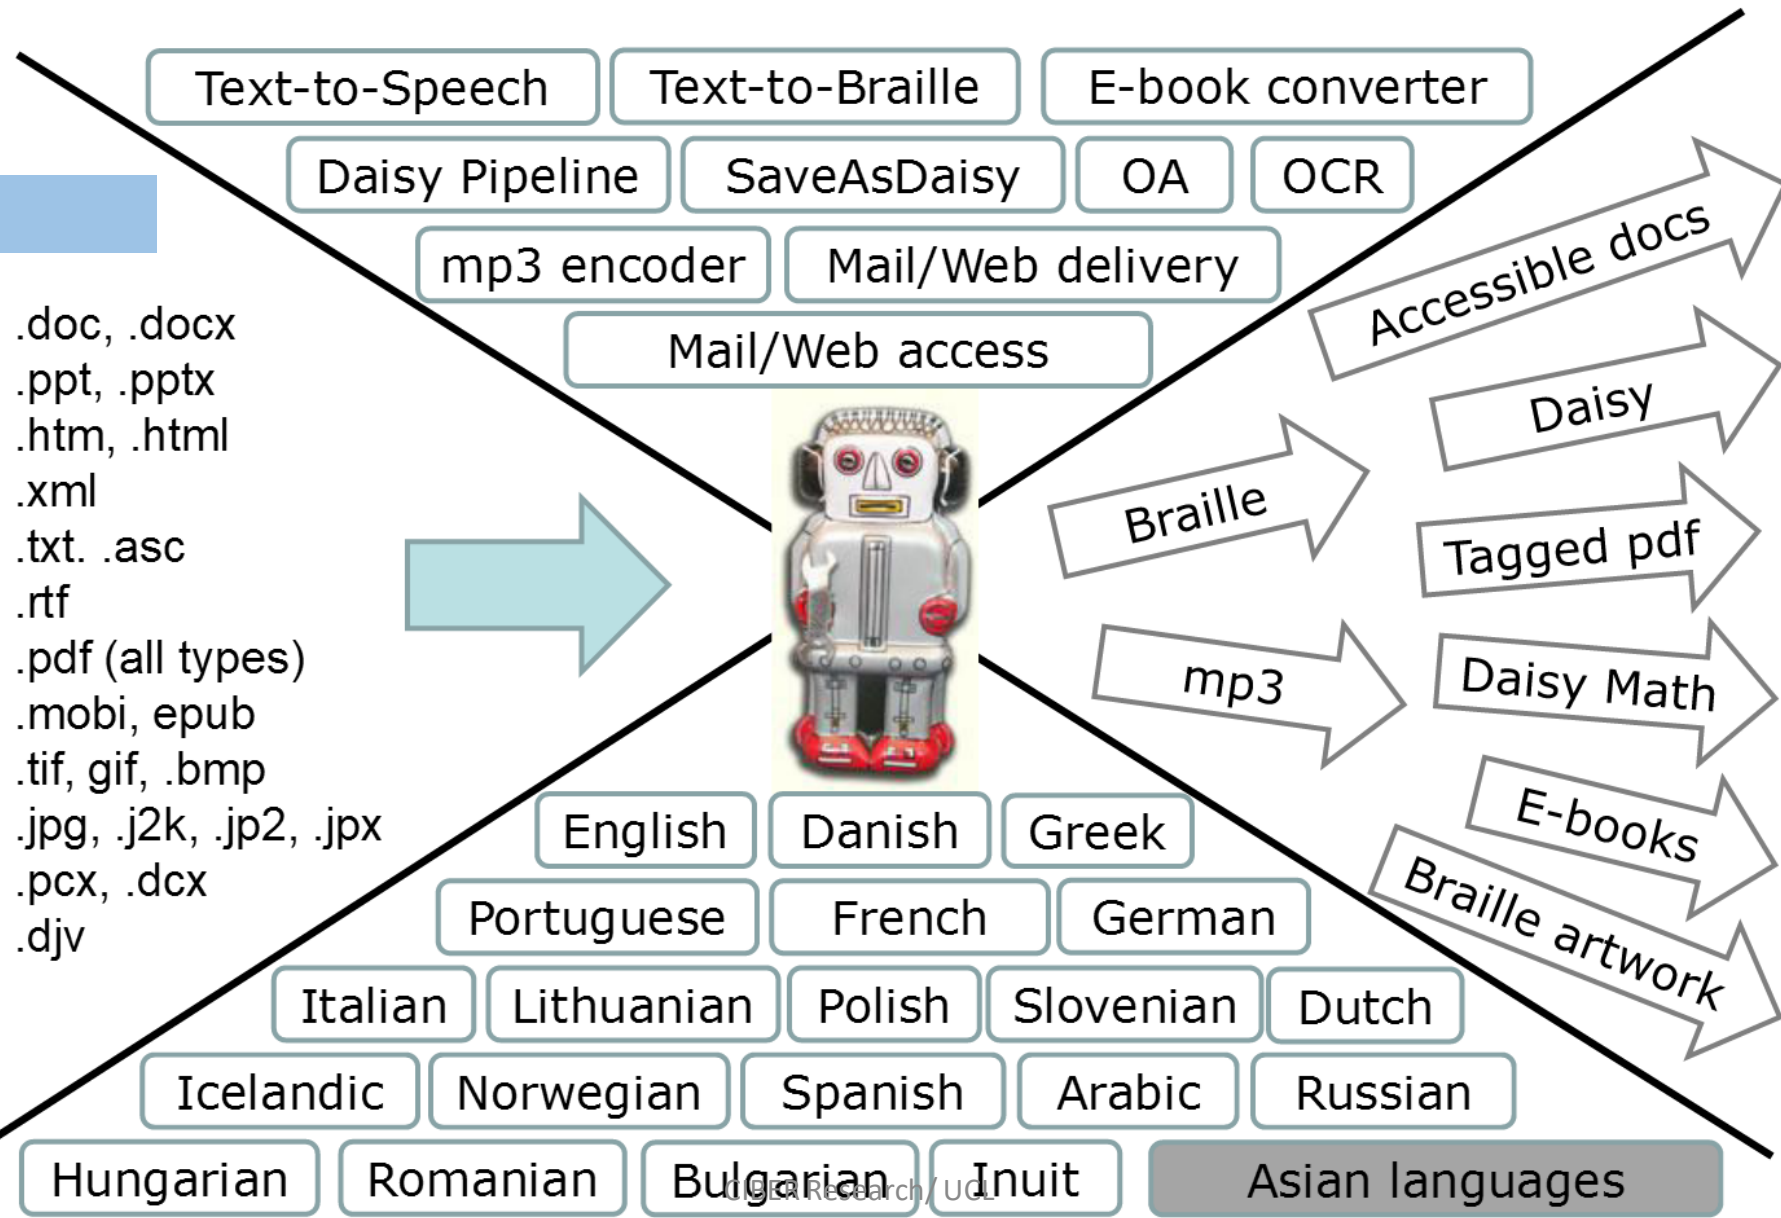 Text-to-Speech Text-to-Braille E-book converter
Daisy Pipeline SaveAsDaisy OA OCR
mp3 encoder Mail/Web delivery
Mail/Web access
.doc, .docx
.ppt, .pptx
.htm, .html
.xml
.txt. .asc
.rtf
.pdf (all types)
.mobi, epub
.tif, gif, .bmp
.jpg, .j2k, .jp2, .jpx
.pcx, .dcx
.djv
Accessible docs
Daisy
Braille
Tagged pdf
mp3
Daisy Math
E-books
Braille artwork
English Danish Greek
Portuguese French German
Italian Lithuanian Polish Slovenian Dutch
Icelandic Norwegian Spanish Arabic Russian
Hungarian Romanian Bulgarian Inuit Asian languages
CIBER Research/ UCL